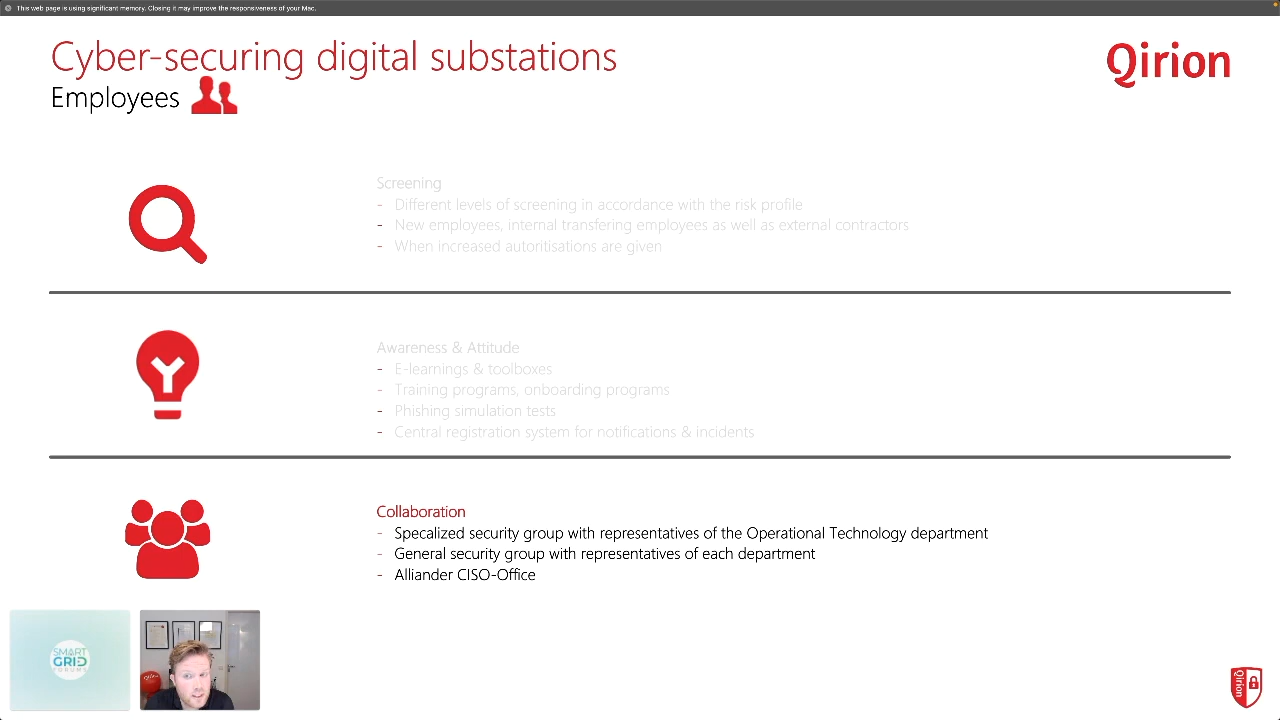 This web page is using significant memory. Closing it may improve the responsiveness of your Mac.
Cyber-securing digital substations
Employees
Qirion
Screening
- Different levels of screening in accordance with the risk profile
- New employees, internal transfering employees as well as external contractors
- When increased autoritisations are given
Awareness & Attitude
- E-learnings & toolboxes
- Training programs, onboarding programs
- Phishing simulation tests
- Central registration system for notifications & incidents
Collaboration
- Specalized security group with representatives of the Operational Technology department
- General security group with representatives of each department
- Alliander CISO-Office
SMART
GRID
FORUMS
Qirion
Qirion